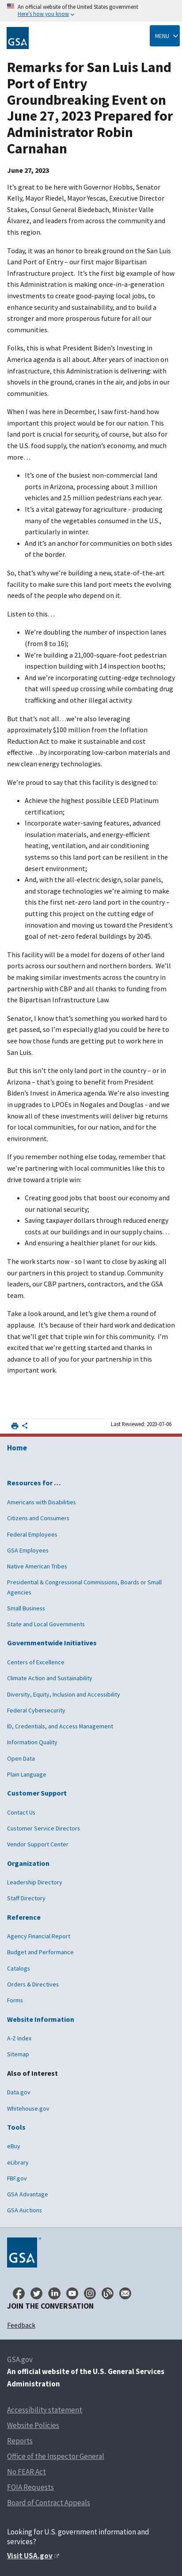 An official website of the United States government
Here's how you know
GSA
MENU
Remarks for San Luis Land
Port of Entry
Groundbreaking Event on
June 27, 2023 Prepared for
Administrator Robin
Carnahan
June 27, 2023
It's great to be here with Governor Hobbs, Senator
Kelly, Mayor Riedel, Mayor Yescas, Executive Director
Stakes, Consul General Biedebach, Minister Valle
Álvarez, and leaders from across the community and
this region.
Today, it was an honor to break ground on the San Luis
Land Port of Entry – our first major Bipartisan
Infrastructure project. It's the first big example of how
the administration is making once-in-a-generation
investments to create good-paying local jobs, to
enhance security and sustainability, and to build a
stronger and more prosperous future for all our
communities.
Folks, this is what President Biden's Investing in
America agenda is all about. After years of inaction on
infrastructure, this Administration is delivering: with
shovels in the ground, cranes in the air, and jobs in our
communities.
When I was here in December, I saw first-hand how
important this project would be for our nation. This
land port is crucial for security, of course, but also for
the U.S. food supply, the nation's economy, and much
more…
It's one of the busiest non-commercial land
ports in Arizona, processing about 3 million
vehicles and 2.5 million pedestrians each year.
It's a vital gateway for agriculture - producing
many of the vegetables consumed in the U.S.,
particularly in winter.
And it's an anchor for communities on both sides
of the border.
So, that's why we're building a new, state-of-the-art
facility to make sure this land port meets the evolving
needs of the people who depend on it.
Listen to this…
We're doubling the number of inspection lanes
(from 8 to 16);
We're building a 21,000-square-foot pedestrian
inspection building with 14 inspection booths;
And we're incorporating cutting-edge technology
that will speed up crossing while combating drug
trafficking and other illegal activity.
But that's not all…we're also leveraging
approximately $100 million from the Inflation
Reduction Act to make it sustainable and cost
effective…by incorporating low-carbon materials and
new clean energy technologies.
We're proud to say that this facility is designed to:
Achieve the highest possible LEED Platinum
certification;
Incorporate water-saving features, advanced
insulation materials, and energy-efficient
heating, ventilation, and air conditioning
systems so this land port can be resilient in the
desert environment;
And, with the all-electric design, solar panels,
and storage technologies we're aiming to make
this the first net-zero land port in the country –
putting this project on the cutting edge of
innovation and moving us toward the President's
goal of net-zero federal buildings by 2045.
This facility will be a model for dozens of other land
ports on our southern and northern borders. We'll be
making similar investments across the country in
partnership with CBP and all thanks to funding from
the Bipartisan Infrastructure Law.
Senator, I know that's something you worked hard to
get passed, so I'm especially glad you could be here to
see us put some of that money to work right here in
San Luis.
But this isn't the only land port in the country – or in
Arizona – that's going to benefit from President
Biden's Invest in America agenda. We're also investing
in upgrades to LPOEs in Nogales and Douglas - and we
know that all of these investments will deliver returns
for local communities, for our nation, and for the
environment.
If you remember nothing else today, remember that
we're partnering with local communities like this to
drive toward a triple win:
Creating good jobs that boost our economy and
our national security;
Saving taxpayer dollars through reduced energy
costs at our buildings and in our supply chains…
And ensuring a healthier planet for our kids.
The work starts now - so I want to close by asking all
our partners in this project to stand up. Community
leaders, our CBP partners, contractors, and the GSA
team.
Take a look around, and let's give them a round of
applause. It's their hard work and dedication
that'll get us that triple win for this community. I'm
excited that we're at this point today, and I'm grateful
for all of you who will continue to help make this
project work.
Last Reviewed: 2023-07-06
Home
Resources for …
Americans with Disabilities
Citizens and Consumers
Federal Employees
GSA Employees
Native American Tribes
Presidential & Congressional Commissions, Boards or Small
Agencies
Small Business
State and Local Governments
Governmentwide Initiatives
Centers of Excellence
Climate Action and Sustainability
Diversity, Equity, Inclusion and Accessibility
Federal Cybersecurity
ID, Credentials, and Access Management
Information Quality
Open Data
Plain Language
Customer Support
Contact Us
Customer Service Directors
Vendor Support Center
Organization
Leadership Directory
Staff Directory
Reference
Agency Financial Report
Budget and Performance
Catalogs
Orders & Directives
Forms
Website Information
A-Z Index
Sitemap
Also of Interest
Data.gov
Whitehouse.gov
Tools
eBuy
eLibrary
FBF.gov
GSA Advantage
GSA Auctions
GSA
JOIN THE CONVERSATION
Feedback
GSA.gov
An official website of the U.S. General Services
Administration
Accessibility statement
Website Policies
Reports
Office of the Inspector General
No FEAR Act
FOIA Requests
Board of Contract Appeals
Looking for U.S. government information and
services?
Visit USA.gov